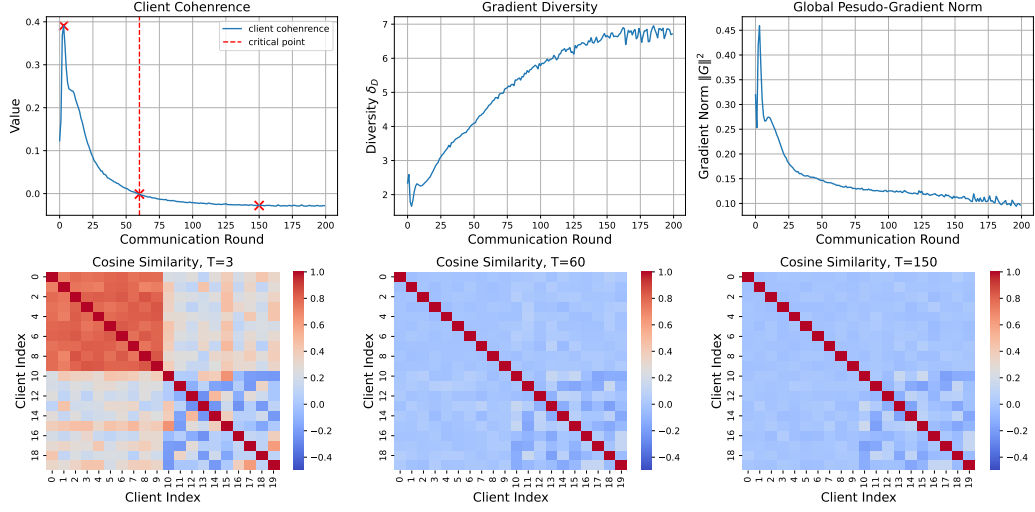 Client Cohenrence
Value
0.4
0.3
0.2
0.1
0.0
client cohenrence
critical point
0 25 50 75 100 125 150 175 200
Communication Round
Gradient Diversity
Diversity δ_D
7
6
5
4
3
2
0 25 50 75 100 125 150 175 200
Communication Round
Global Pesudo-Gradient Norm
Gradient Norm ‖G‖²
0.45
0.40
0.35
0.30
0.25
0.20
0.15
0.10
0 25 50 75 100 125 150 175 200
Communication Round
Cosine Similarity, T=3
Client Index
0
2
4
6
8
10
12
14
16
18
0 1 2 3 4 5 6 7 8 9 10 11 12 13 14 15 16 17 18 19
Client Index
1.0
0.8
0.6
0.4
0.2
0.0
−0.2
−0.4
Cosine Similarity, T=60
Client Index
0
2
4
6
8
10
12
14
16
18
0 1 2 3 4 5 6 7 8 9 10 11 12 13 14 15 16 17 18 19
Client Index
1.0
0.8
0.6
0.4
0.2
0.0
−0.2
−0.4
Cosine Similarity, T=150
Client Index
0
2
4
6
8
10
12
14
16
18
0 1 2 3 4 5 6 7 8 9 10 11 12 13 14 15 16 17 18 19
Client Index
1.0
0.8
0.6
0.4
0.2
0.0
−0.2
−0.4